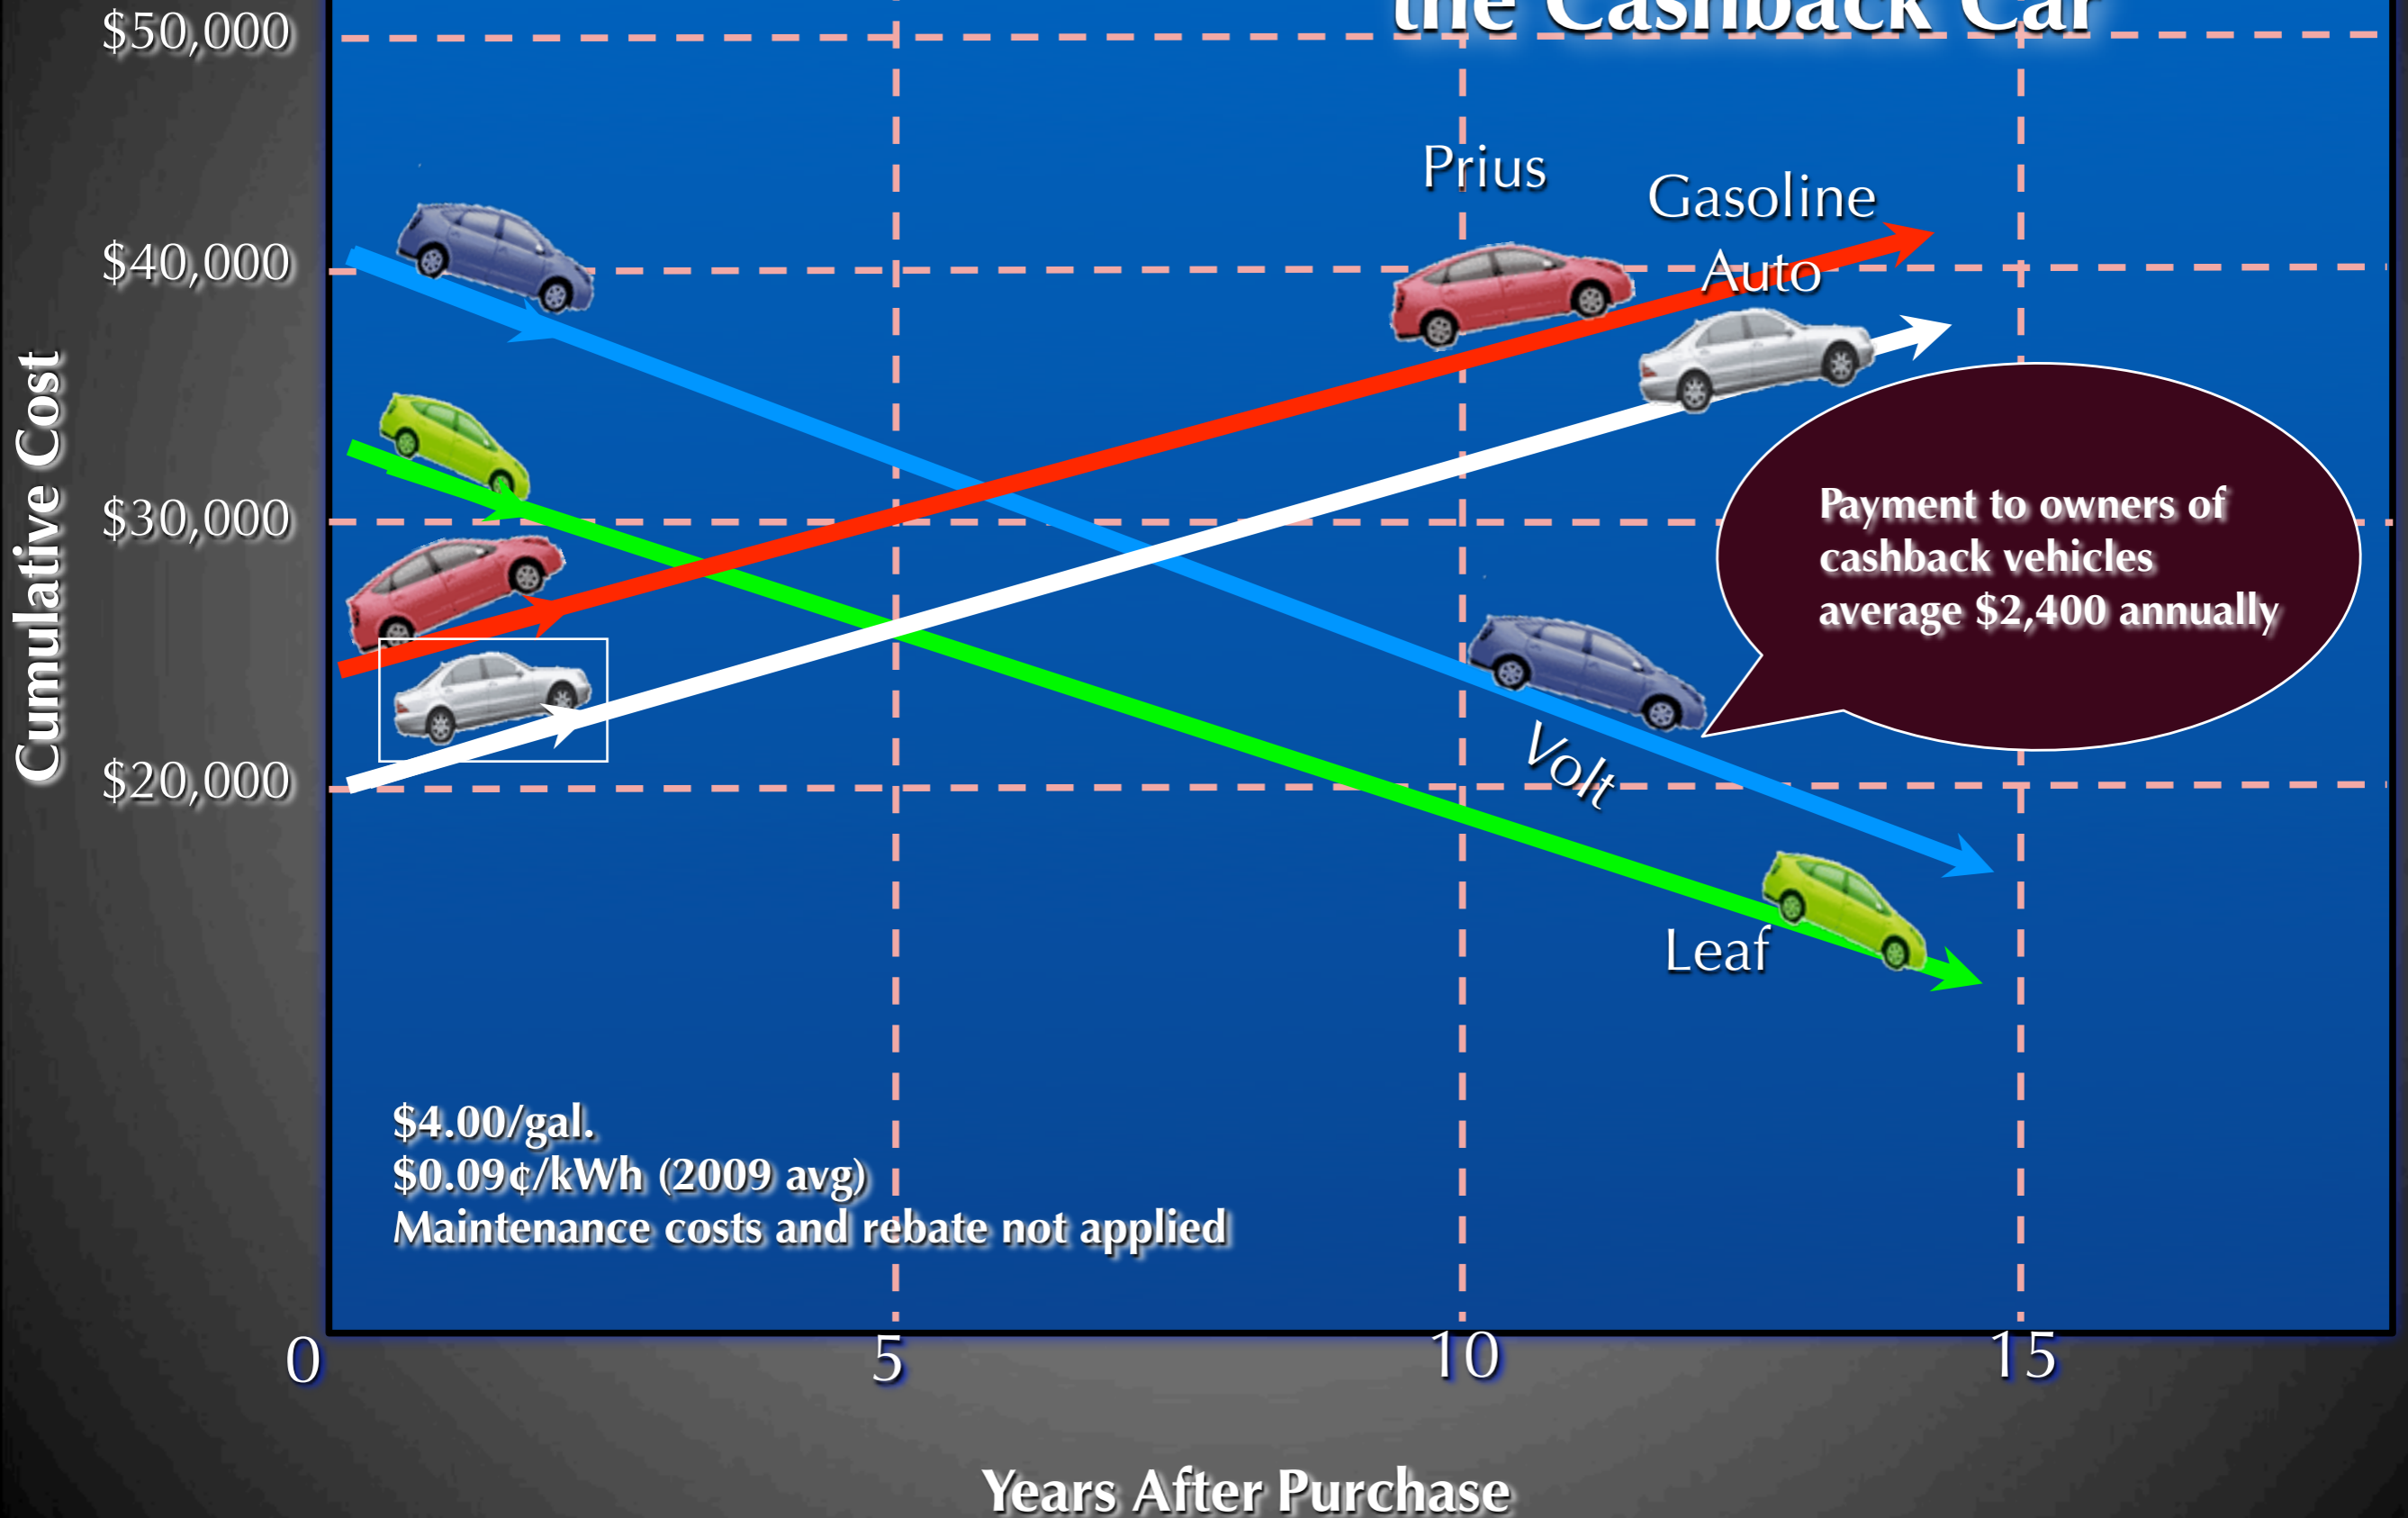 the Cashback Car
$50,000
Prius
Gasoline
Auto
$40,000
Cumulative Cost
$30,000
Payment to owners of
cashback vehicles
average $2,400 annually
$20,000
Volt
Leaf
$4.00/gal.
$0.09¢/kWh (2009 avg)
Maintenance costs and rebate not applied
0
5
10
15
Years After Purchase